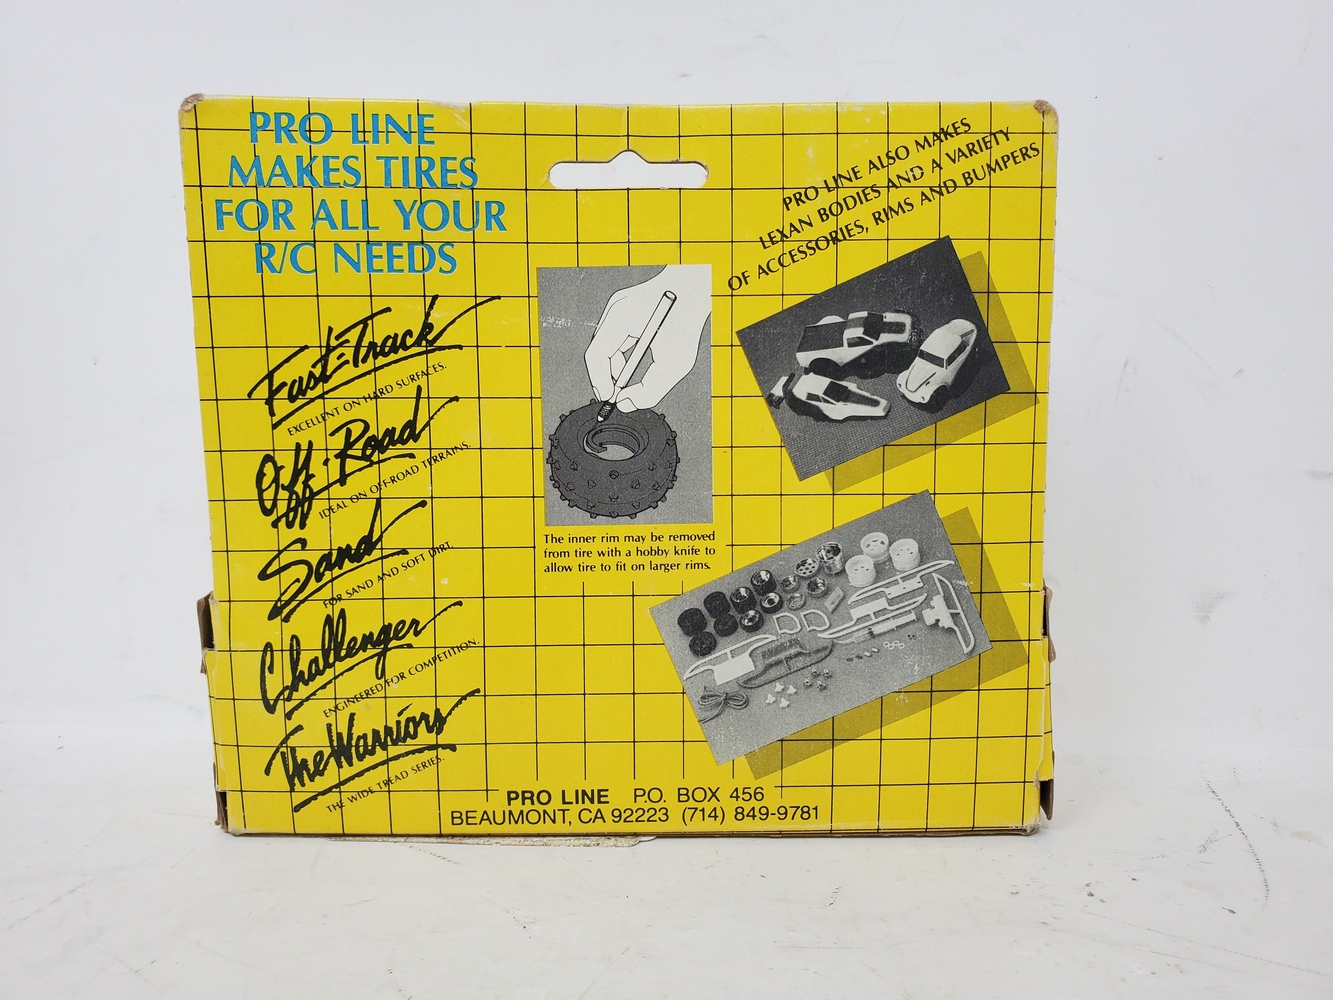 PRO LINE
MAKES TIRES
FOR ALL YOUR
R/C NEEDS
Fast-Track
EXCELLENT ON HARD SURFACES.
Off-Road
IDEAL ON OFF-ROAD TERRAINS.
Sand
FOR SAND AND SOFT DIRT.
Challenger
ENGINEERED FOR COMPETITION.
The Warriors
THE WIDE TREAD SERIES.
The inner rim may be removed
from tire with a hobby knife to
allow tire to fit on larger rims.
PRO LINE ALSO MAKES
LEXAN BODIES AND A VARIETY
OF ACCESSORIES, RIMS AND BUMPERS
PRO LINE P.O. BOX 456
BEAUMONT, CA 92223 (714) 849-9781